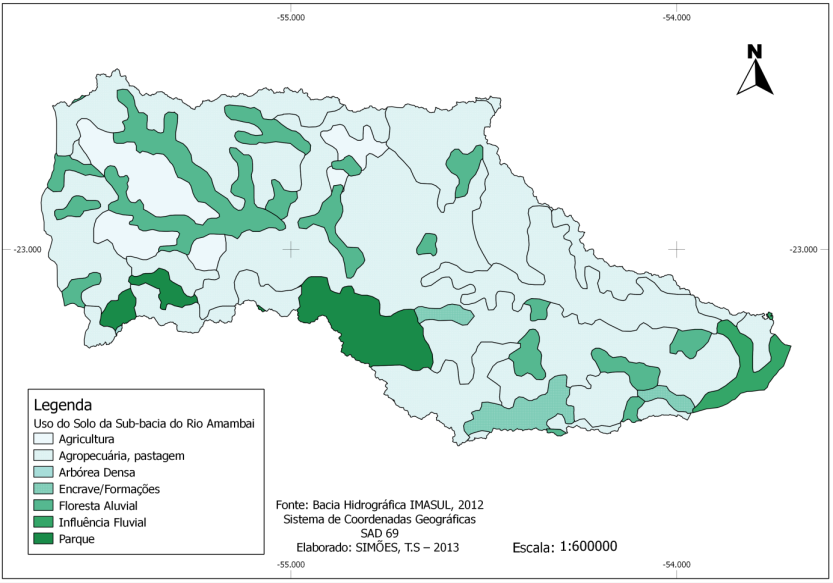 -55.000
-54.000
N
-23.000
-23.000
Legenda
Uso do Solo da Sub-bacia do Rio Amambai
Agricultura
Agropecuária, pastagem
Arbórea Densa
Encrave/Formações
Floresta Aluvial
Influência Fluvial
Parque
Fonte: Bacia Hidrográfica IMASUL, 2012
Sistema de Coordenadas Geográficas
SAD 69
Elaborado: SIMÕES, T.S – 2013
Escala: 1:600000
-55.000
-54.000